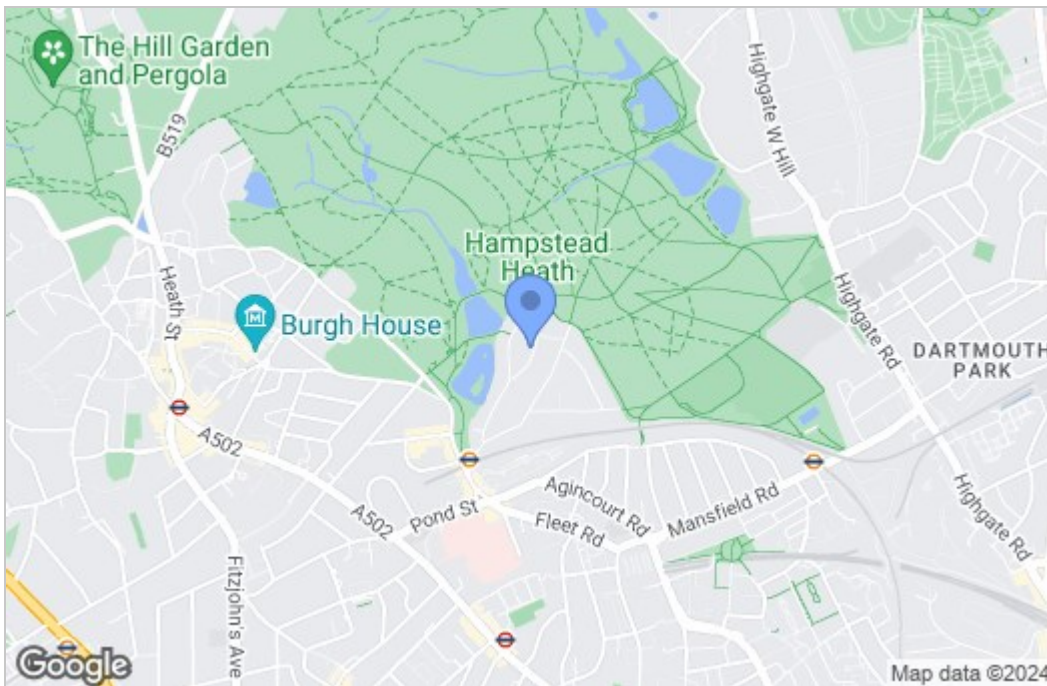 The Hill Garden
and Pergola
B519
Highgate W Hill
Hampstead
Heath
Heath St
Burgh House
Highgate Rd
DARTMOUTH
PARK
A502
A502
Pond St
Agincourt Rd
Fleet Rd
Mansfield Rd
Highgate Rd
Fitzjohn's Ave
Google
Map data ©2024